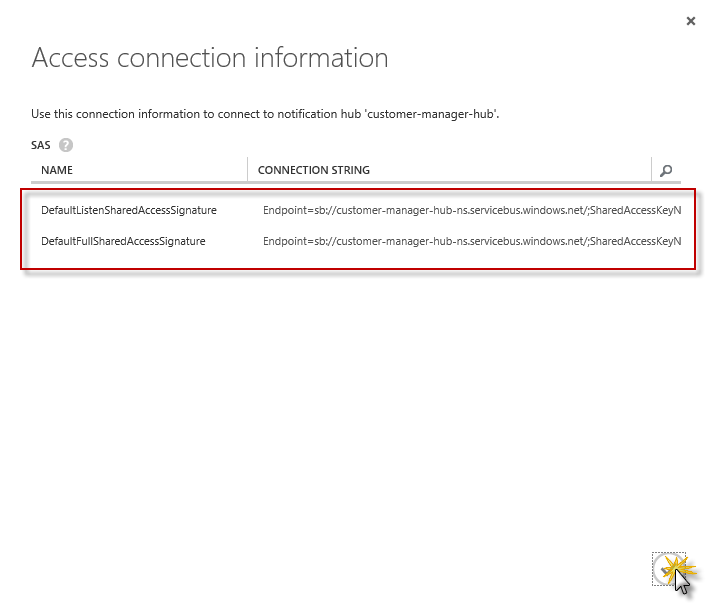 Access connection information
Use this connection information to connect to notification hub 'customer-manager-hub'.
SAS ?
NAME CONNECTION STRING
DefaultListenSharedAccessSignature Endpoint=sb://customer-manager-hub-ns.servicebus.windows.net/;SharedAccessKeyN
DefaultFullSharedAccessSignature Endpoint=sb://customer-manager-hub-ns.servicebus.windows.net/;SharedAccessKeyN